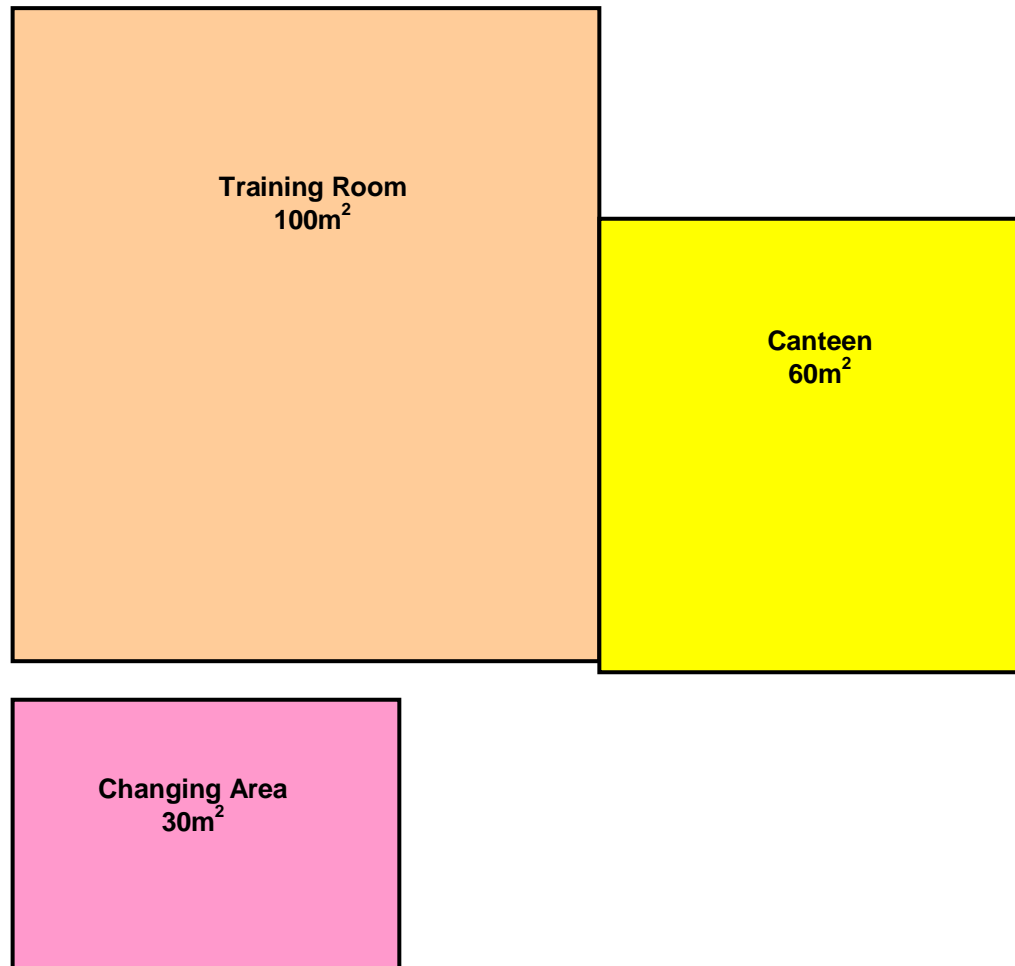 Training Room
100m²
Canteen
60m²
Changing Area
30m²